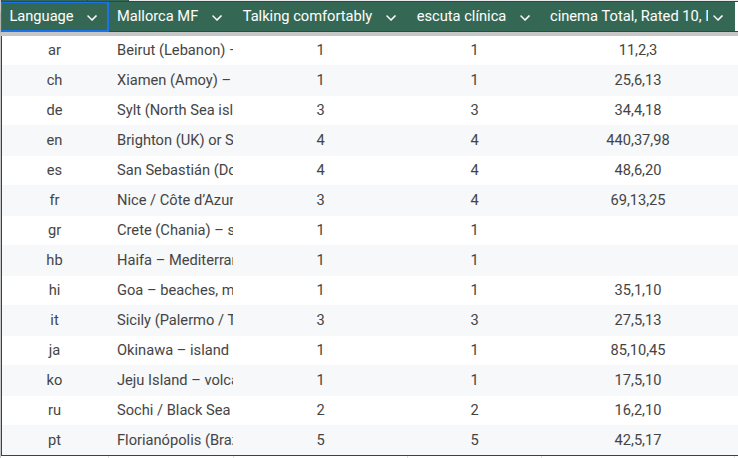 Language Mallorca MF Talking comfortably escuta clínica cinema Total, Rated 10, I
ar Beirut (Lebanon) – 1 1 11,2,3
ch Xiamen (Amoy) – 1 1 25,6,13
de Sylt (North Sea isl 3 3 34,4,18
en Brighton (UK) or S 4 4 440,37,98
es San Sebastián (Do 4 4 48,6,20
fr Nice / Côte d’Azur 3 4 69,13,25
gr Crete (Chania) – s 1 1
hb Haifa – Mediterra 1 1
hi Goa – beaches, m 1 1 35,1,10
it Sicily (Palermo / T 3 3 27,5,13
ja Okinawa – island 1 1 85,10,45
ko Jeju Island – volca 1 1 17,5,10
ru Sochi / Black Sea 2 2 16,2,10
pt Florianópolis (Bra 5 5 42,5,17